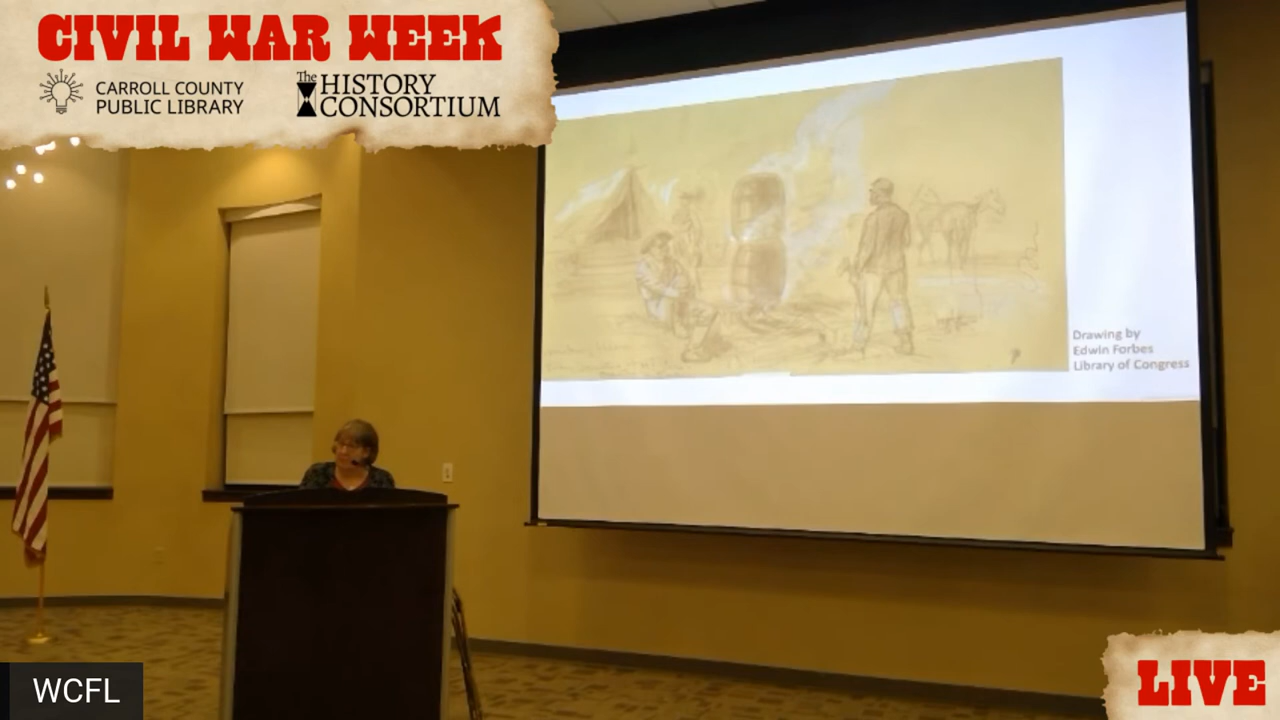 CIVIL WAR WEEK
CARROLL COUNTY
PUBLIC LIBRARY
The
HISTORY
CONSORTIUM
Drawing by
Edwin Forbes
Library of Congress
WCFL
LIVE